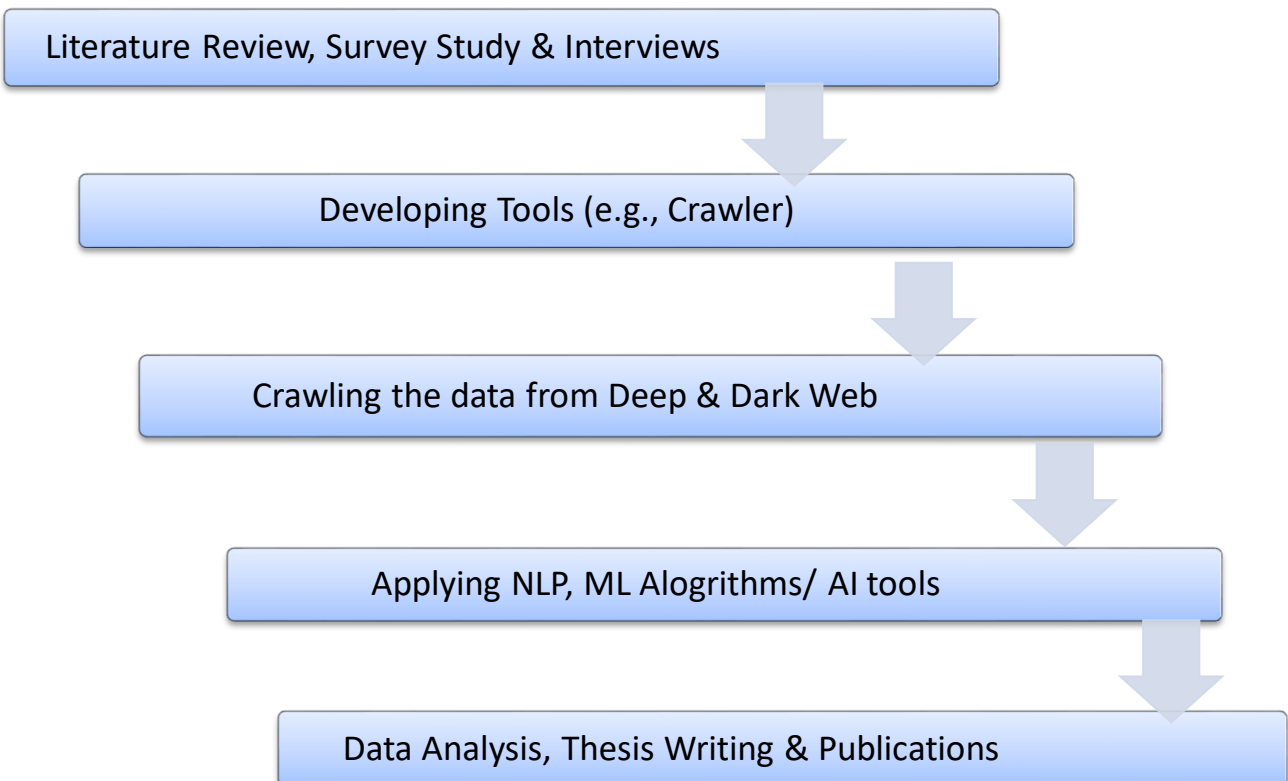 Literature Review, Survey Study & Interviews
Developing Tools (e.g., Crawler)
Crawling the data from Deep & Dark Web
Applying NLP, ML Alogrithms/ AI tools
Data Analysis, Thesis Writing & Publications